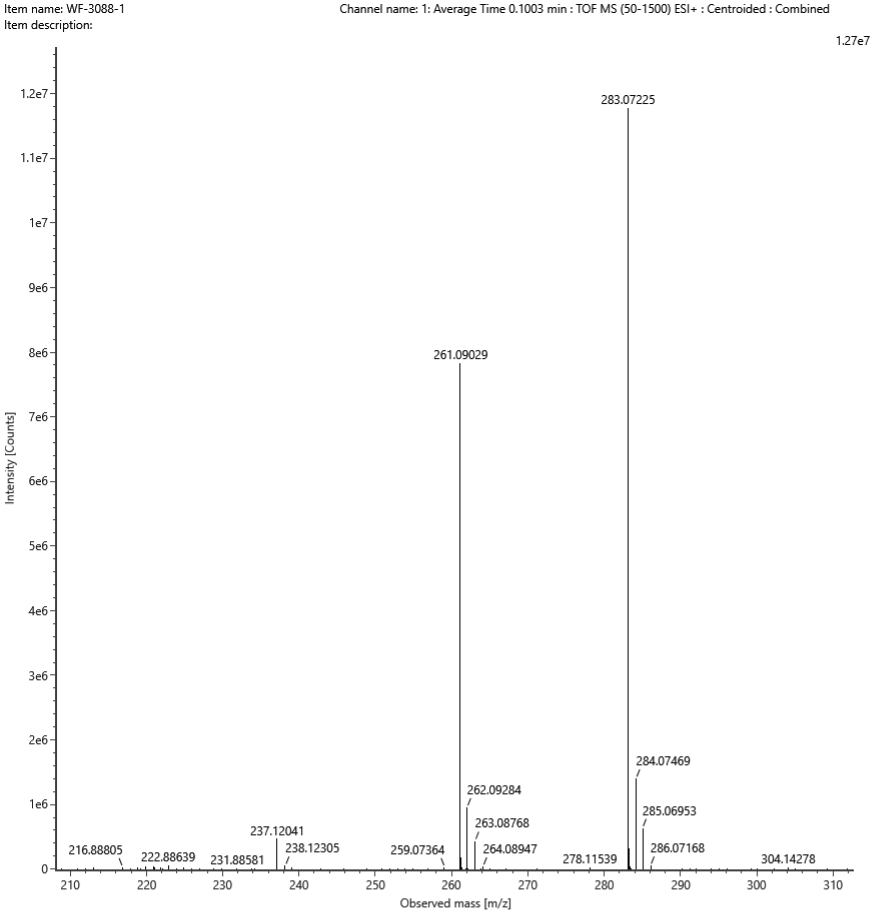 Item name: WF-3088-1
Channel name: 1: Average Time 0.1003 min : TOF MS (50-1500) ESI+ : Centroided : Combined
Item description:
1.27e7
1.2e7
1.1e7
1e7
9e6
8e6
7e6
6e6
5e6
4e6
3e6
2e6
1e6
0
Intensity [Counts]
283.07225
261.09029
284.07469
262.09284
285.06953
263.08768
237.12041
216.88805
222.88639
231.88581
238.12305
259.07364
264.08947
278.11539
286.07168
304.14278
210
220
230
240
250
260
270
280
290
300
310
Observed mass [m/z]